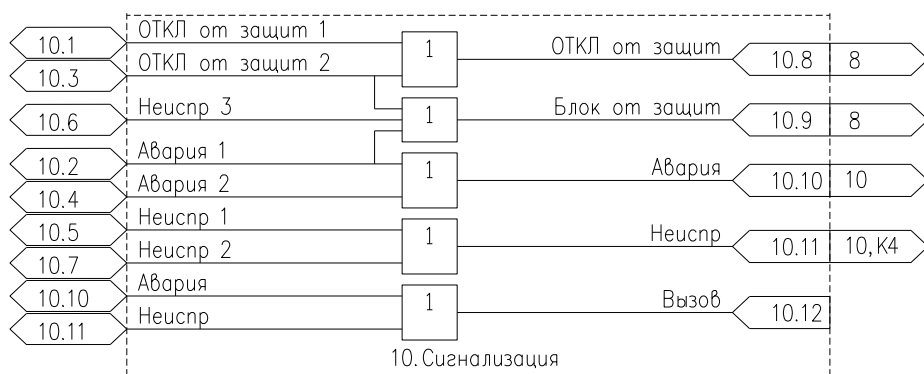 10.1 ОТКЛ от защит 1 1 ОТКЛ от защит 10.8 8
10.3 ОТКЛ от защит 2
10.6 Неиспр 3 1 Блок от защит 10.9 8
10.2 Авария 1 1 Авария 10.10 10
10.4 Авария 2
10.5 Неиспр 1 1 Неиспр 10.11 10,К4
10.7 Неиспр 2
10.10 Авария 1 Вызов 10.12
10.11 Неиспр
10.Сигнализация